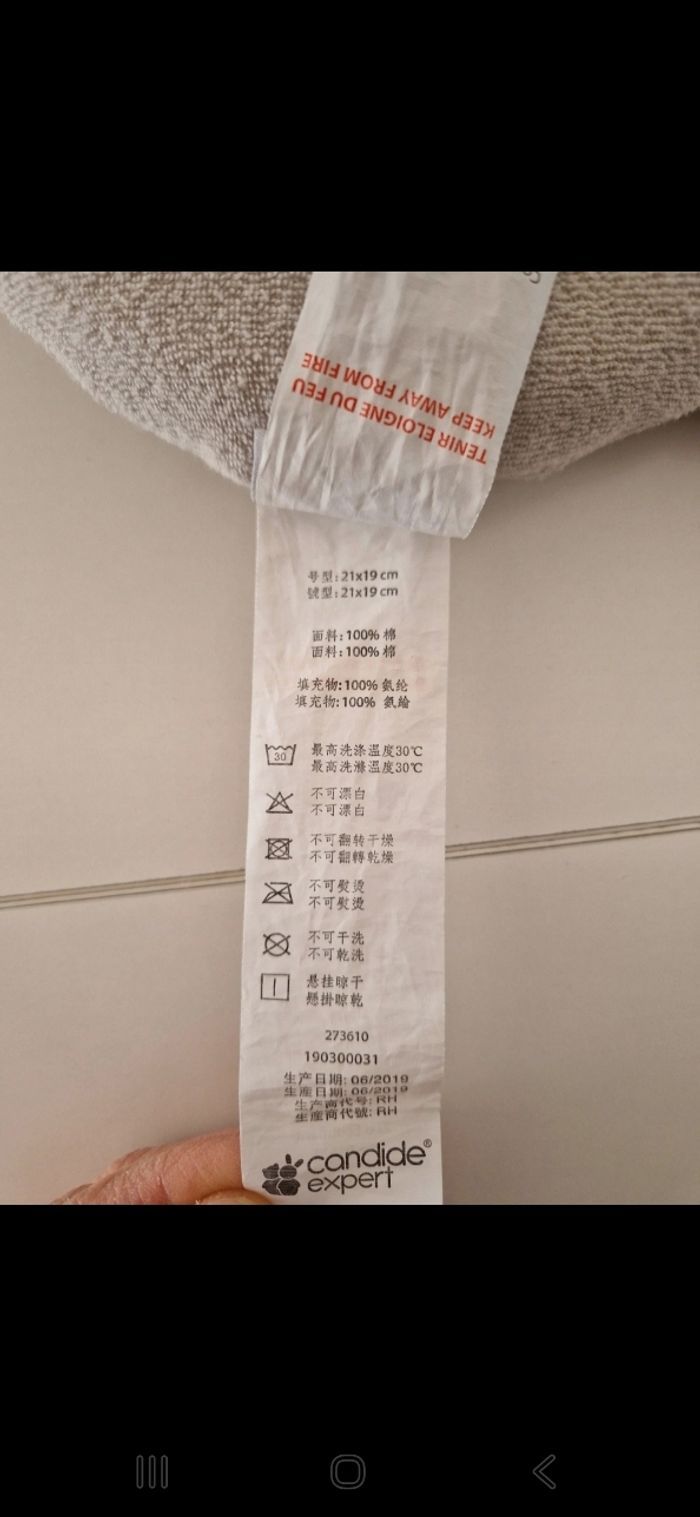 TENIR ELOIGNE DU FEU
KEEP AWAY FROM FIRE
号型: 21x19 cm
號型: 21x19 cm
面料: 100% 棉
面料: 100% 棉
填充物: 100% 氨纶
填充物: 100% 氨綸
30
最高洗涤温度30℃
最高洗滌溫度30℃
不可漂白
不可漂白
不可翻转干燥
不可翻轉乾燥
不可熨烫
不可熨燙
不可干洗
不可乾洗
悬挂晾干
懸掛晾乾
273610
190300031
生产日期: 06/2019
生産日期: 06/2019
生产商代号: RH
生産商代號: RH
candide®
expert